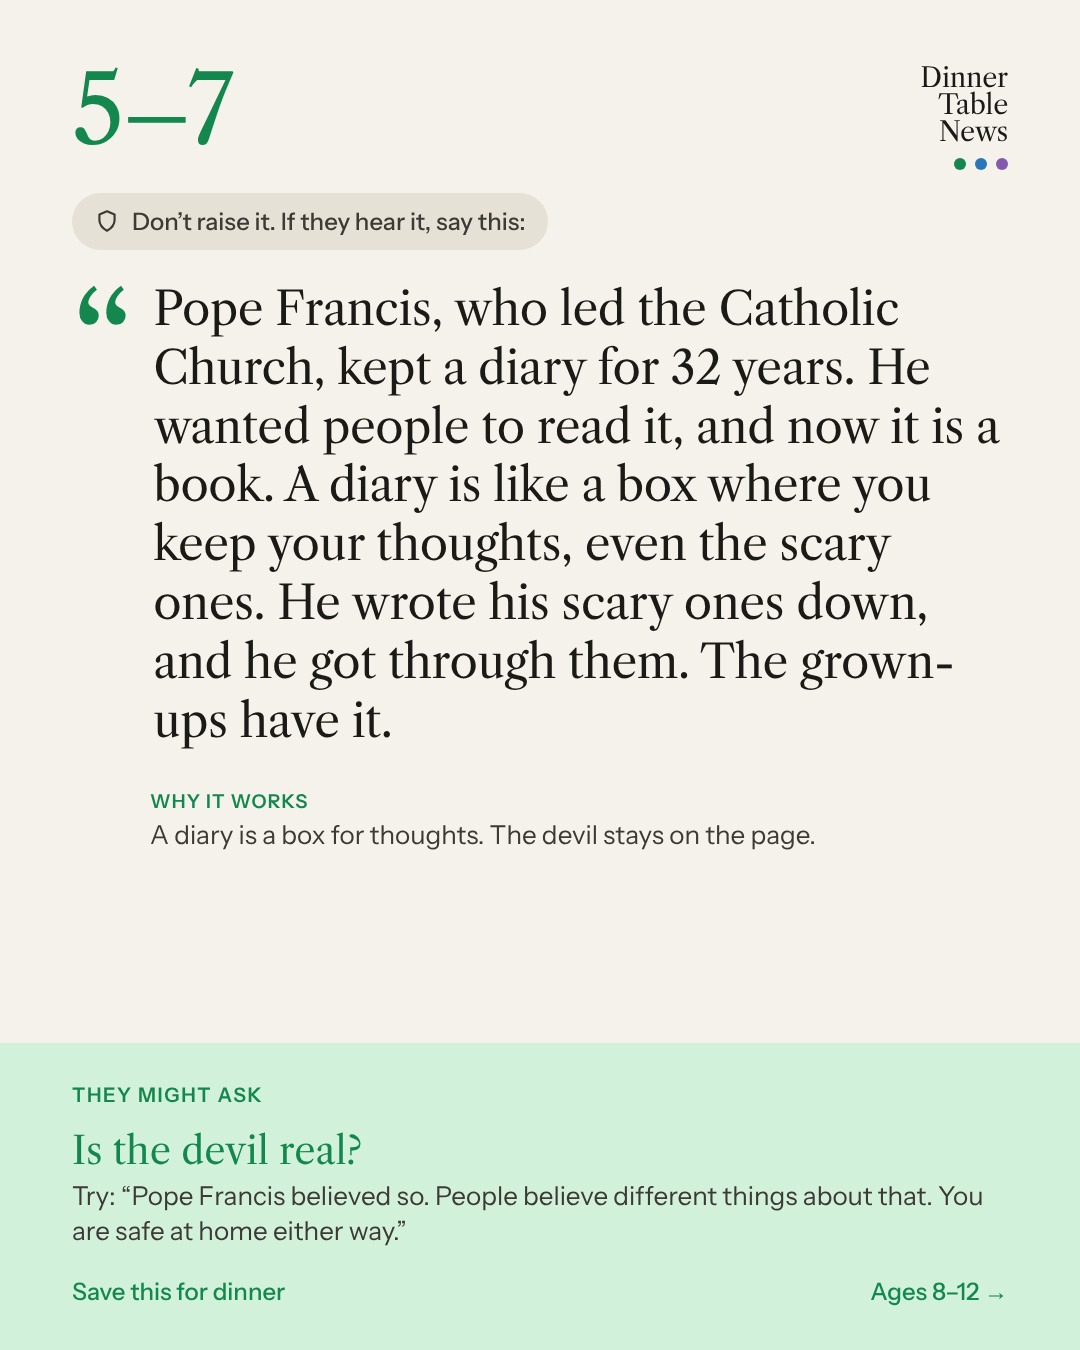 5–7
Dinner
Table
News
Don’t raise it. If they hear it, say this:
“ Pope Francis, who led the Catholic
Church, kept a diary for 32 years. He
wanted people to read it, and now it is a
book. A diary is like a box where you
keep your thoughts, even the scary
ones. He wrote his scary ones down,
and he got through them. The grown-
ups have it.
WHY IT WORKS
A diary is a box for thoughts. The devil stays on the page.
THEY MIGHT ASK
Is the devil real?
Try: “Pope Francis believed so. People believe different things about that. You
are safe at home either way.”
Save this for dinner
Ages 8–12 →